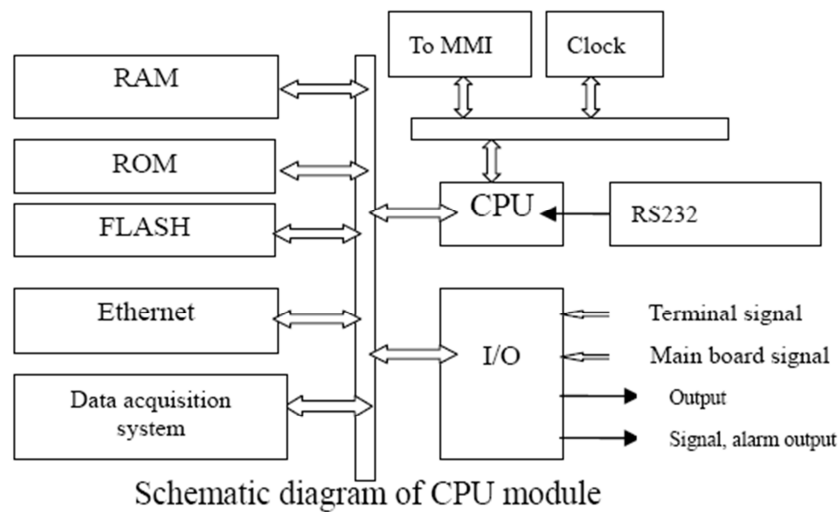 To MMI
Clock
RAM
ROM
FLASH
CPU
RS232
Ethernet
I/O
Terminal signal
Main board signal
Output
Signal, alarm output
Data acquisition
system
Schematic diagram of CPU module